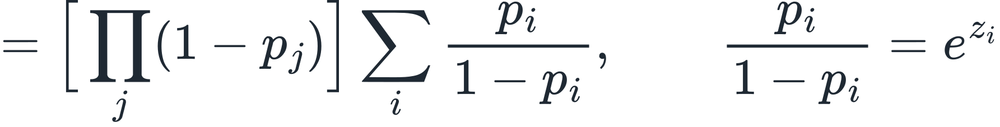 = [∏_j (1 − p_j)] ∑_i p_i / (1 − p_i), p_i / (1 − p_i) = e^{z_i}